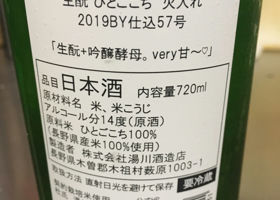 生酛 ひとごこち 火入れ
2019BY仕込57号
「生酛+吟醸酵母。very甘~♡」
品目 日本酒 内容量720ml
原材料 米、米こうじ
アルコール分14度(原酒)
原料米 ひとごこち100%
(長野県産米100%使用)
製造者 株式会社湯川酒造店
長野県木曽郡木祖村薮原1003-1
取扱方法 直射日光を避けて保存
要冷蔵